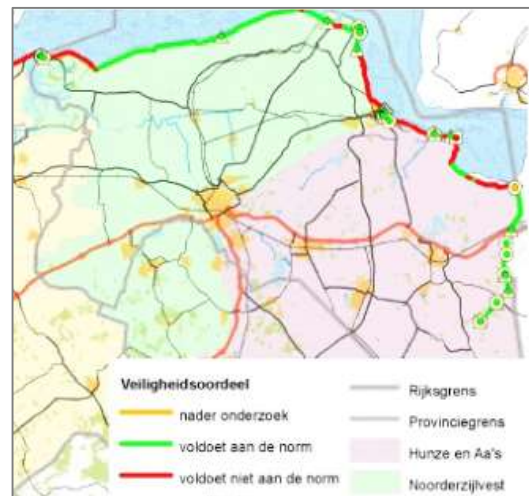 Veiligheidsoordeel
nader onderzoek
voldoet aan de norm
voldoet niet aan de norm
Rijksgrens
Provinciegrens
Hunze en Aa's
Noorderzijlvest